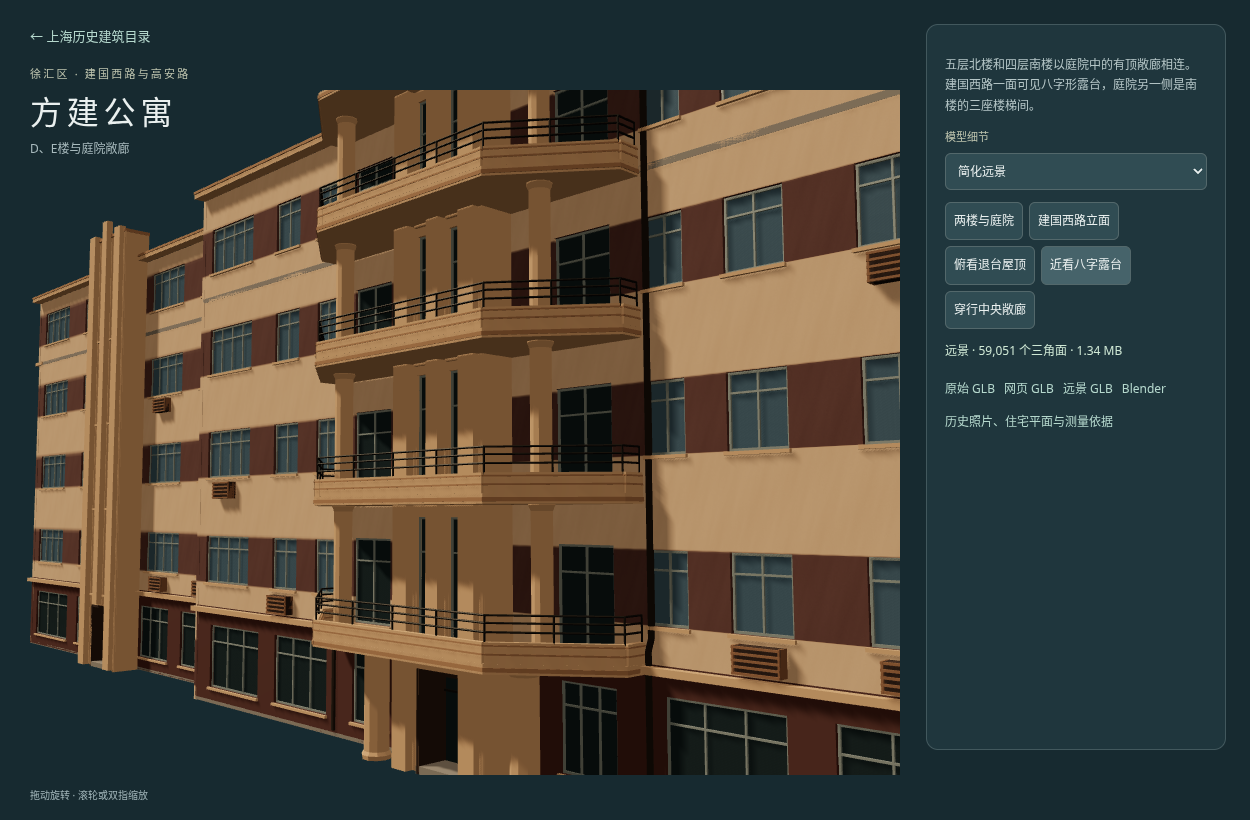 ← 上海历史建筑目录
徐汇区 · 建国西路与高安路
方建公寓
D、E楼与庭院敞廊
五层北楼和四层南楼以庭院中的有顶敞廊相连。
建国西路一面可见八字形露台，庭院另一侧是南
楼的三座楼梯间。
模型细节
简化远景
两楼与庭院
建国西路立面
俯看退台屋顶
近看八字露台
穿行中央敞廊
远景 · 59,051 个三角面 · 1.34 MB
原始 GLB 网页 GLB 远景 GLB Blender
历史照片、住宅平面与测量依据
拖动旋转 · 滚轮或双指缩放